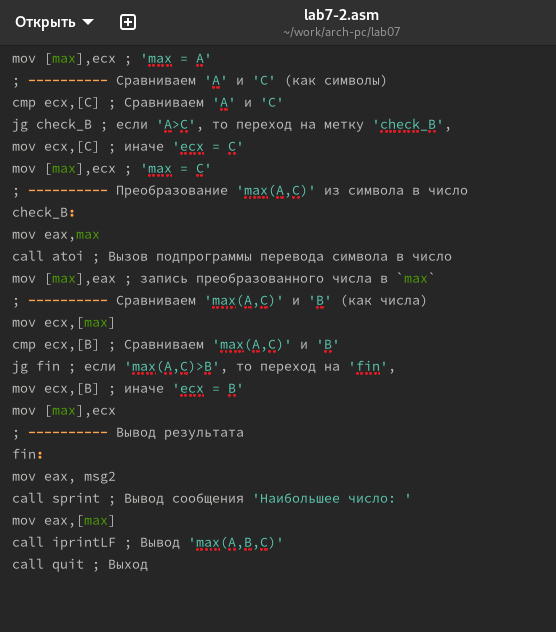 Открыть
lab7-2.asm
~/work/arch-pc/lab07
mov [max],ecx ; 'max = A'
; ---------- Сравниваем 'A' и 'C' (как символы)
cmp ecx,[C] ; Сравниваем 'A' и 'C'
jg check_B ; если 'A>C', то переход на метку 'check_B',
mov ecx,[C] ; иначе 'ecx = C'
mov [max],ecx ; 'max = C'
; ---------- Преобразование 'max(A,C)' из символа в число
check_B:
mov eax,max
call atoi ; Вызов подпрограммы перевода символа в число
mov [max],eax ; запись преобразованного числа в `max`
; ---------- Сравниваем 'max(A,C)' и 'B' (как числа)
mov ecx,[max]
cmp ecx,[B] ; Сравниваем 'max(A,C)' и 'B'
jg fin ; если 'max(A,C)>B', то переход на 'fin',
mov ecx,[B] ; иначе 'ecx = B'
mov [max],ecx
; ---------- Вывод результата
fin:
mov eax, msg2
call sprint ; Вывод сообщения 'Наибольшее число: '
mov eax,[max]
call iprintLF ; Вывод 'max(A,B,C)'
call quit ; Выход